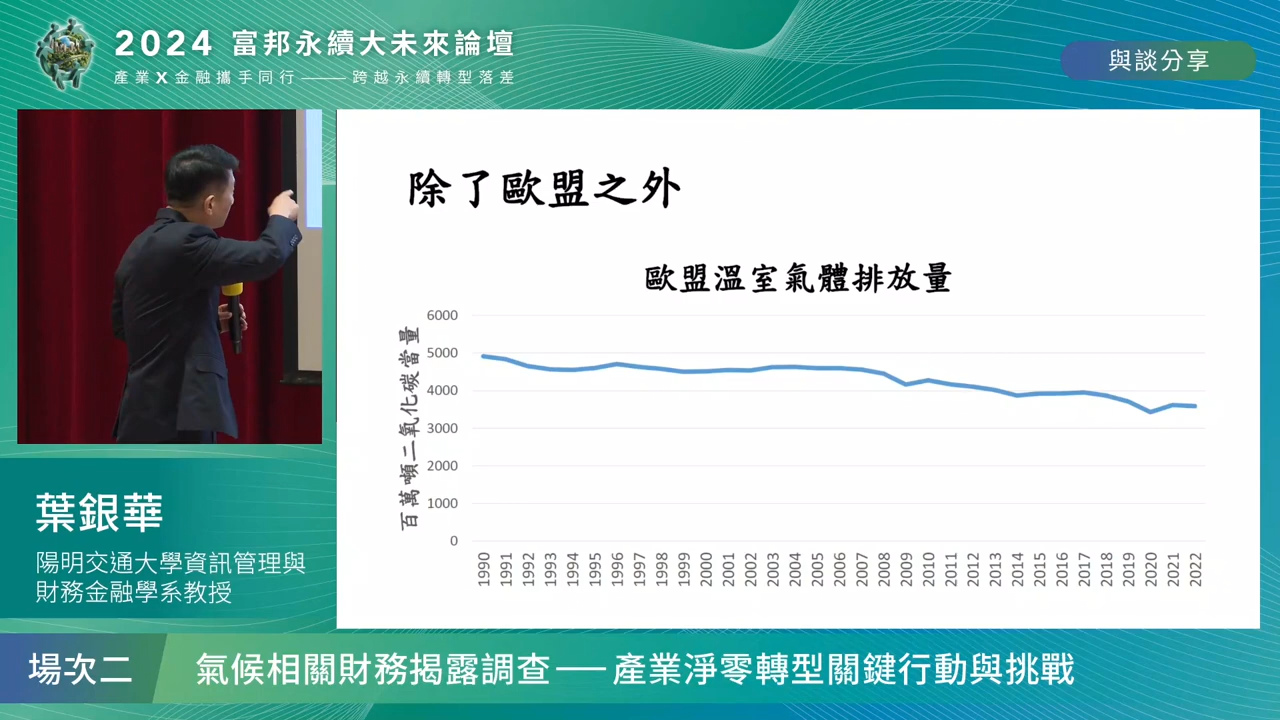 2024 富邦永續大未來論壇
產業X金融攜手同行——跨越永續轉型落差
與談分享
除了歐盟之外
歐盟溫室氣體排放量
百萬噸二氧化碳當量
6000
5000
4000
3000
2000
1000
0
1990 1991 1992 1993 1994 1995 1996 1997 1998 1999 2000 2001 2002 2003 2004 2005 2006 2007 2008 2009 2010 2011 2012 2013 2014 2015 2016 2017 2018 2019 2020 2021 2022
葉銀華
陽明交通大學資訊管理與
財務金融學系教授
場次二
氣候相關財務揭露調查——產業淨零轉型關鍵行動與挑戰